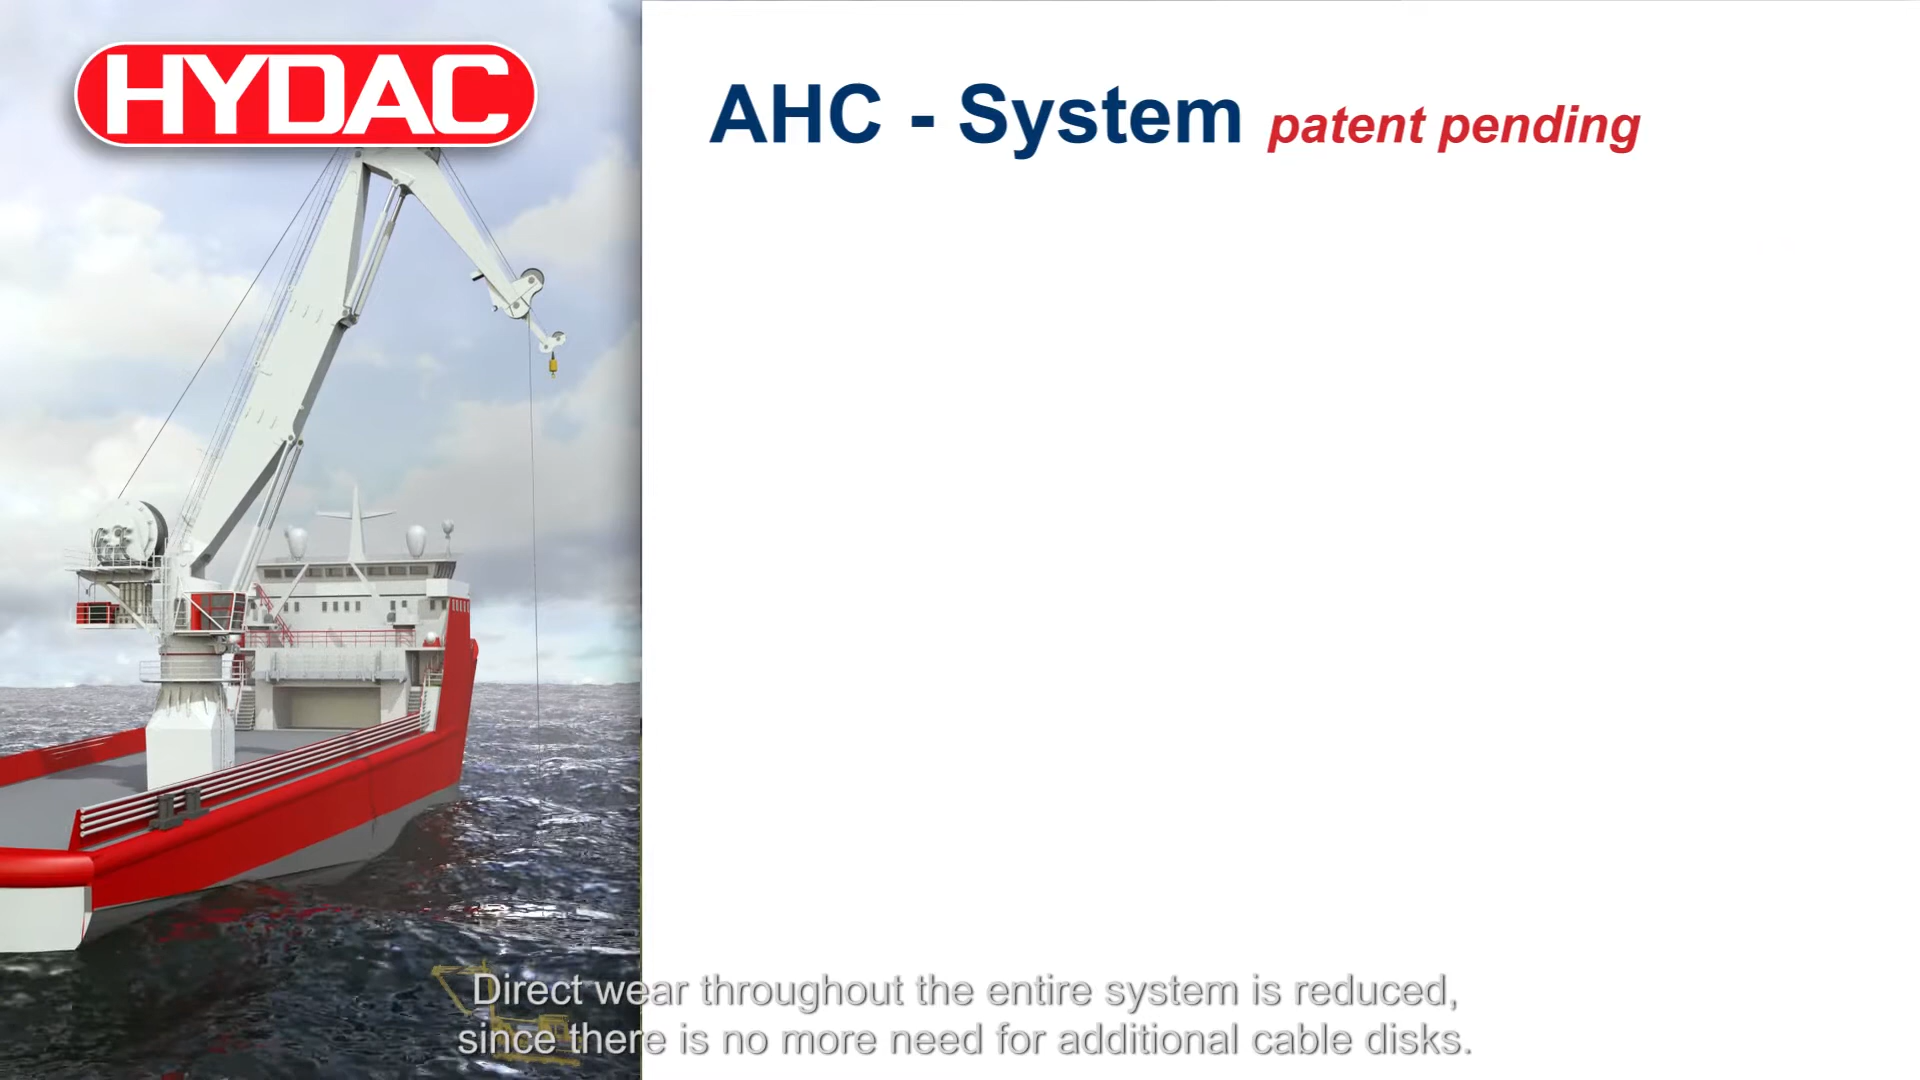 HYDAC
AHC - System patent pending
Direct wear throughout the entire system is reduced,
since there is no more need for additional cable disks.